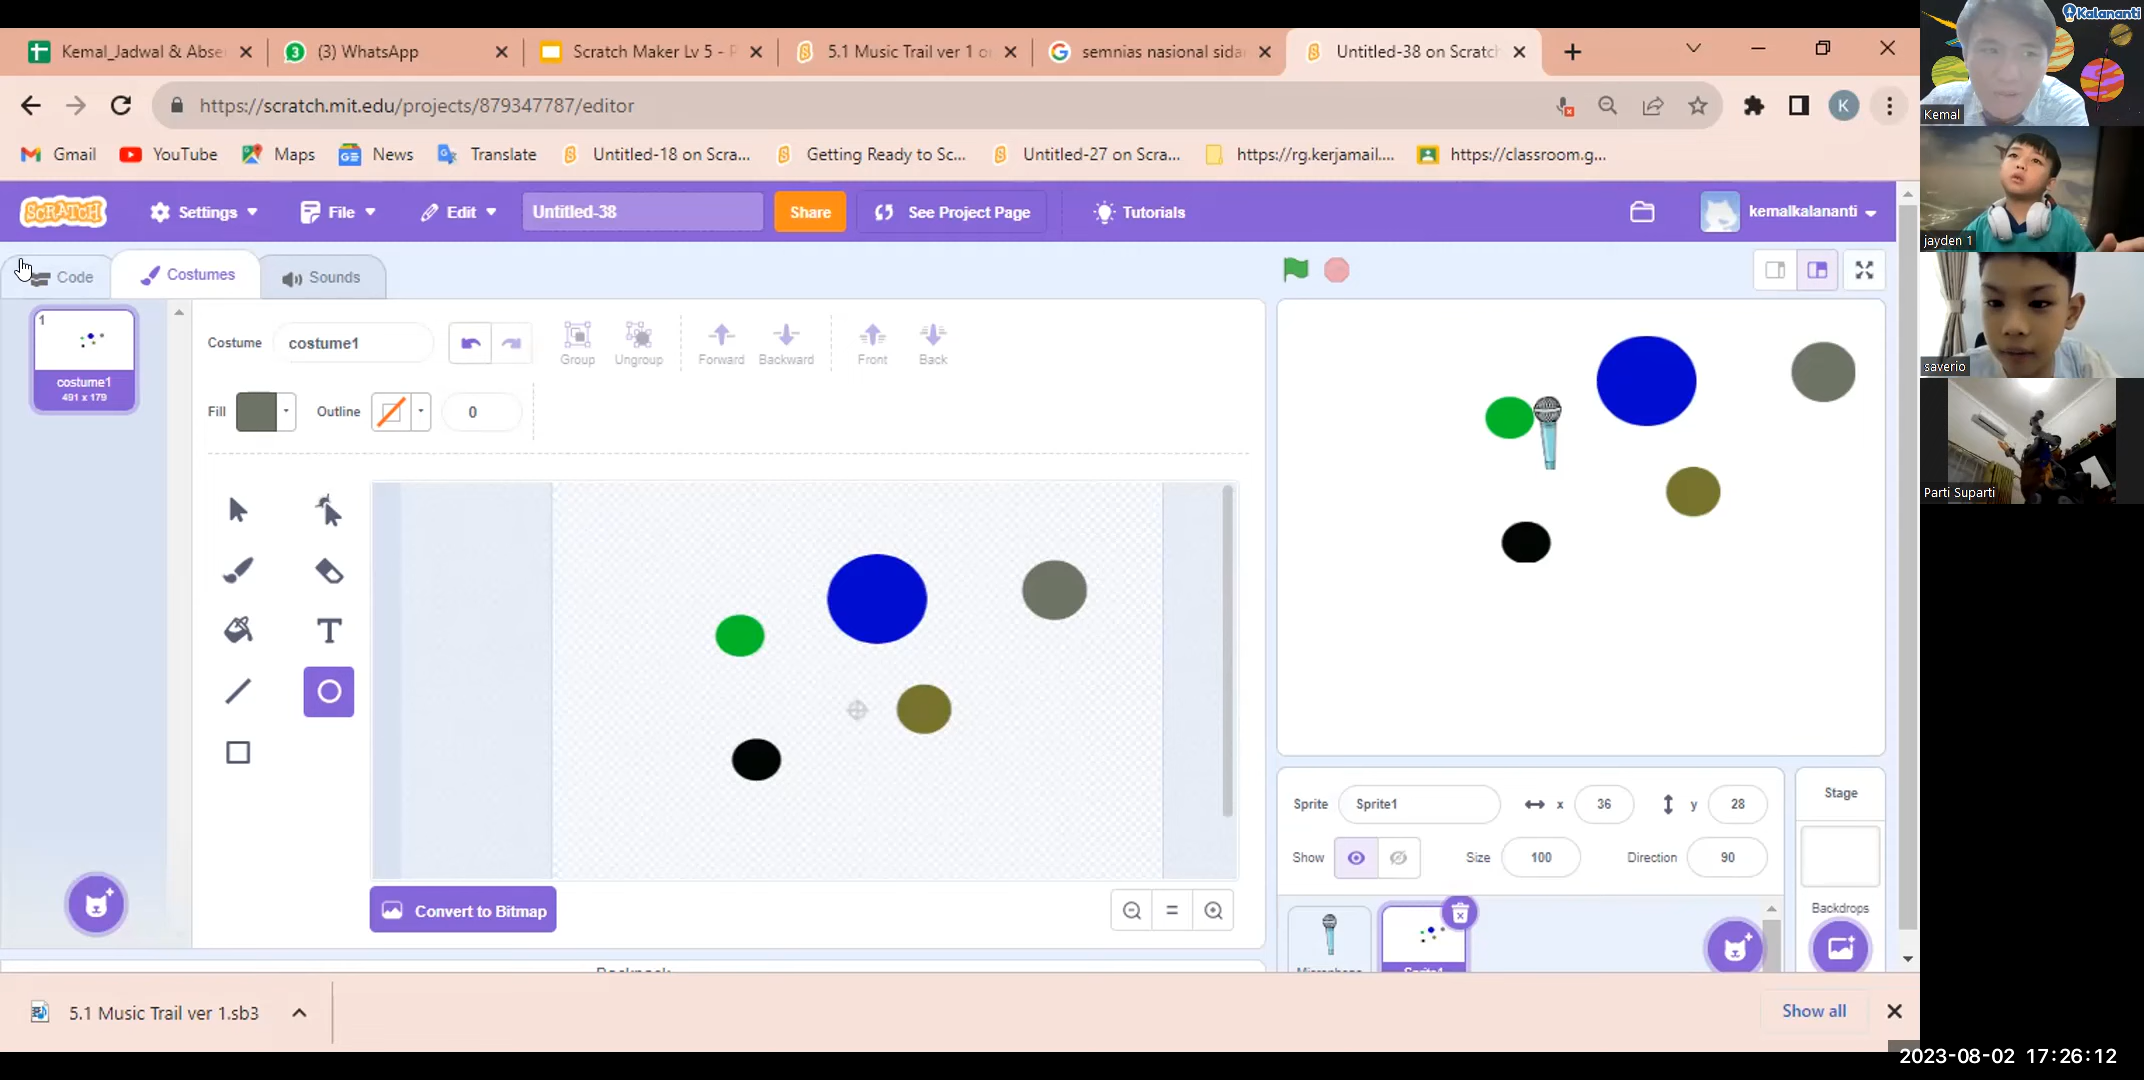 Kemal_Jadwal & Abse
(3) WhatsApp
Scratch Maker Lv 5 -
5.1 Music Trail ver 1 o
semnias nasional sida
Untitled-38 on Scratch
https://scratch.mit.edu/projects/879347787/editor
K
Gmail
YouTube
Maps
News
Translate
Untitled-18 on Scra...
Getting Ready to Sc...
Untitled-27 on Scra...
https://rg.kerjamail....
https://classroom.g...
SCRATCH
Settings
File
Edit
Untitled-38
Share
See Project Page
Tutorials
kemalkalananti
Code
Costumes
Sounds
1
costume1
491 x 179
Costume
costume1
Group
Ungroup
Forward
Backward
Front
Back
Fill
Outline
0
T
Convert to Bitmap
=
Sprite
Sprite1
x
36
y
28
Show
Size
100
Direction
90
Stage
Backdrops
Microphone
Sprite1
Backpack
5.1 Music Trail ver 1.sb3
Show all
Kalananti
Kemal
jayden 1
saverio
Parti Suparti
2023-08-02 17:26:12